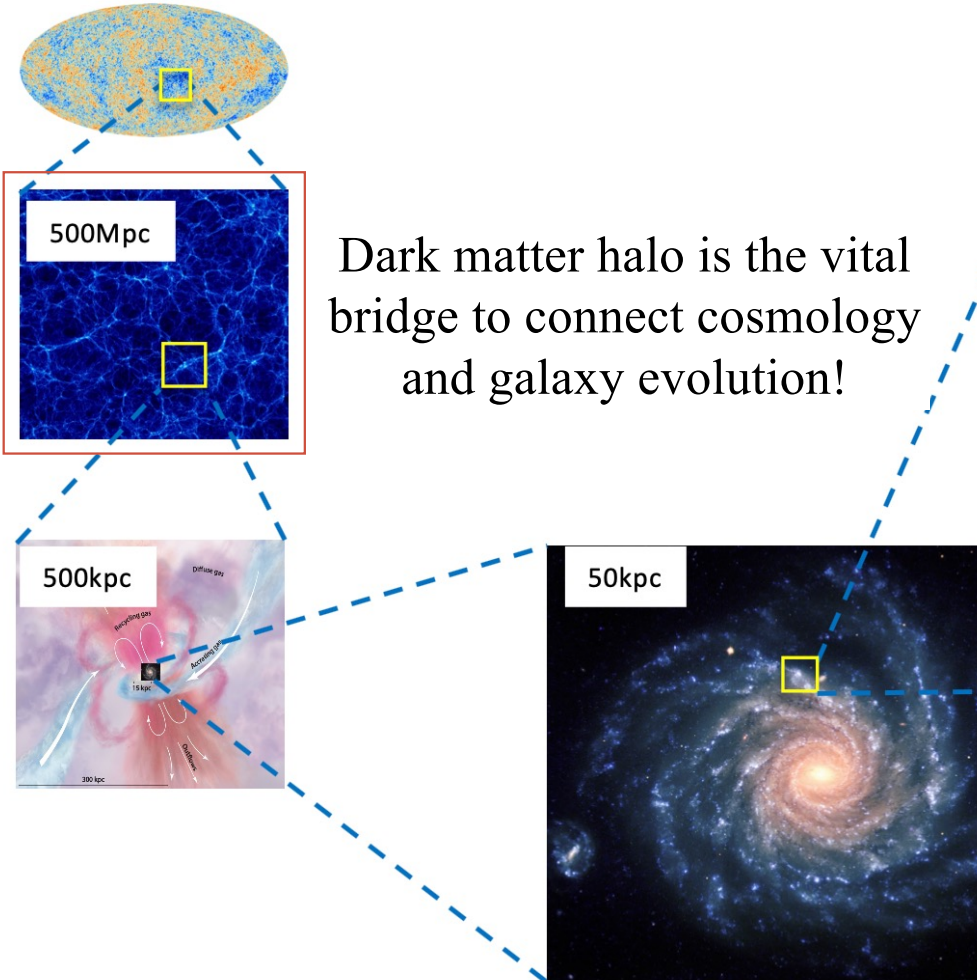 500Mpc
Dark matter halo is the vital
bridge to connect cosmology
and galaxy evolution!
500kpc
Diffuse gas
Recycling gas
Accreting gas
15 kpc
Outflows
300 kpc
50kpc